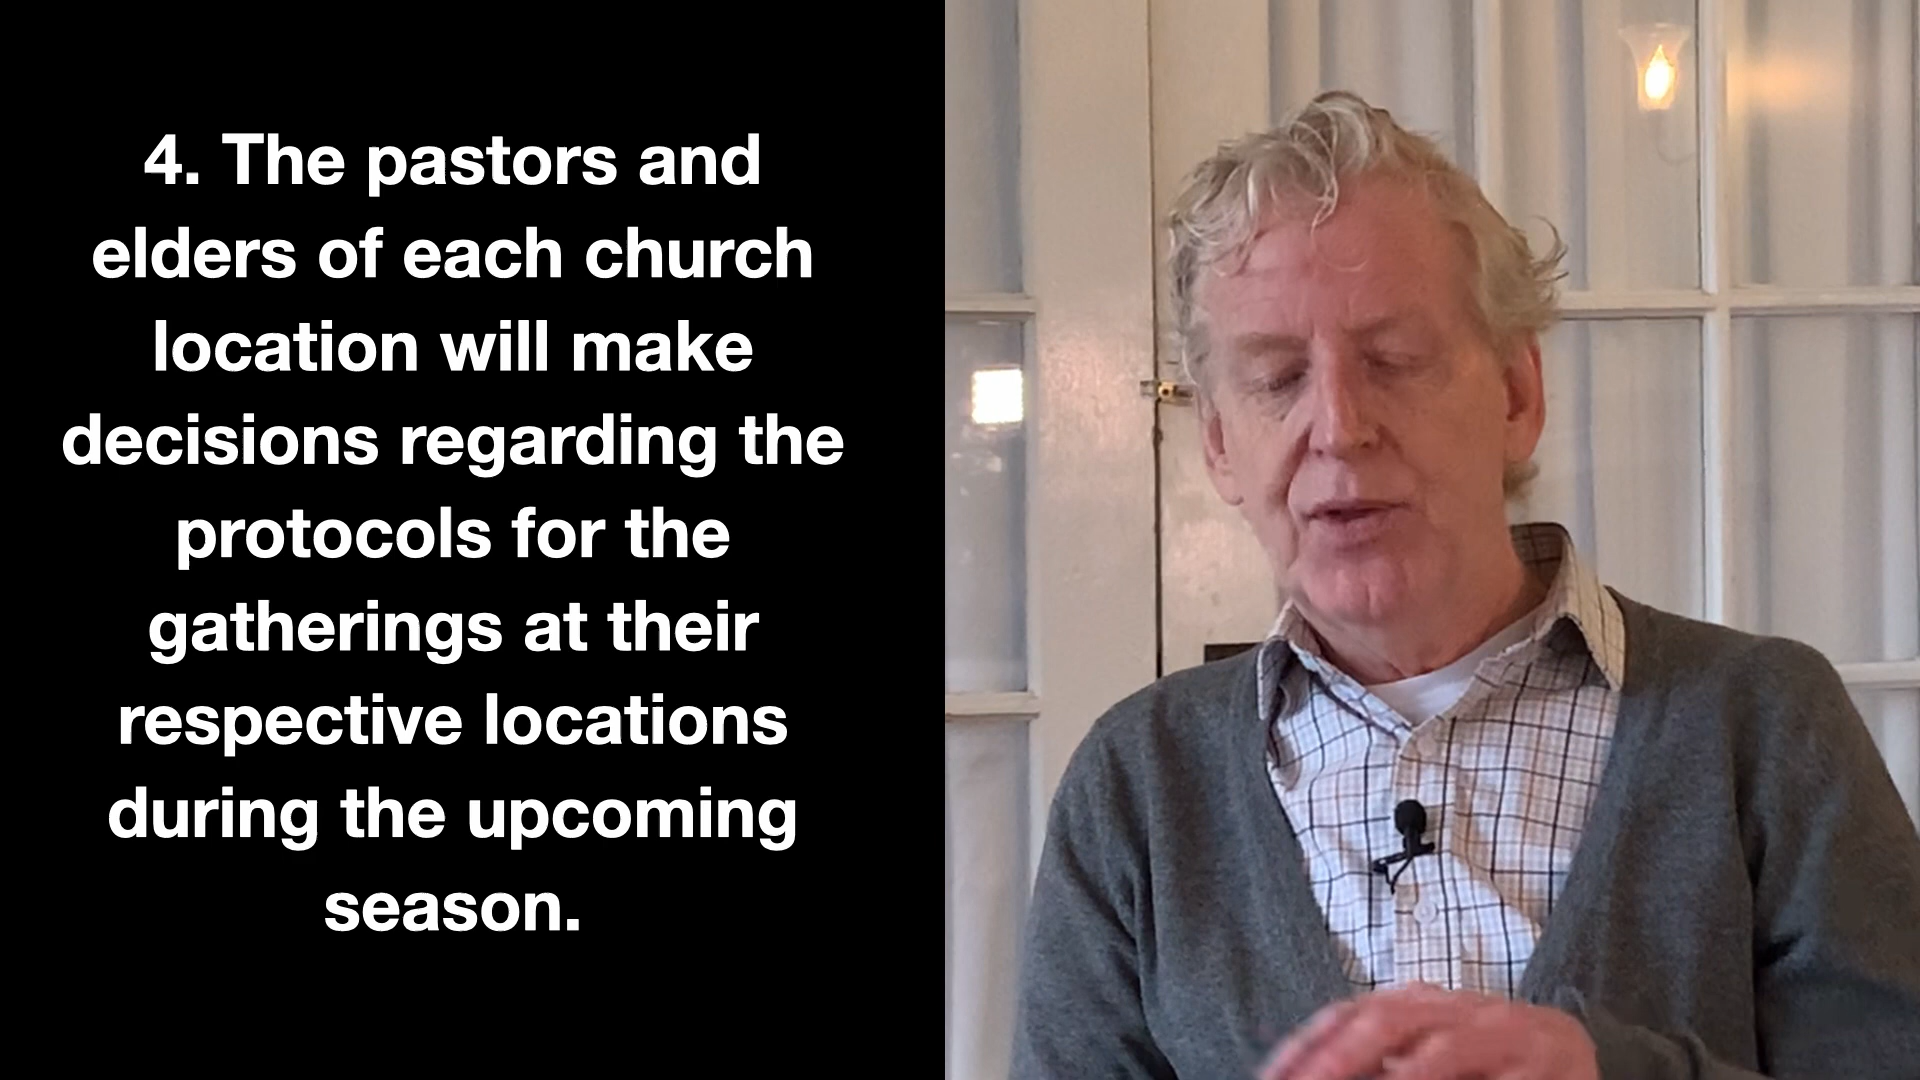 4. The pastors and
elders of each church
location will make
decisions regarding the
protocols for the
gatherings at their
respective locations
during the upcoming
season.